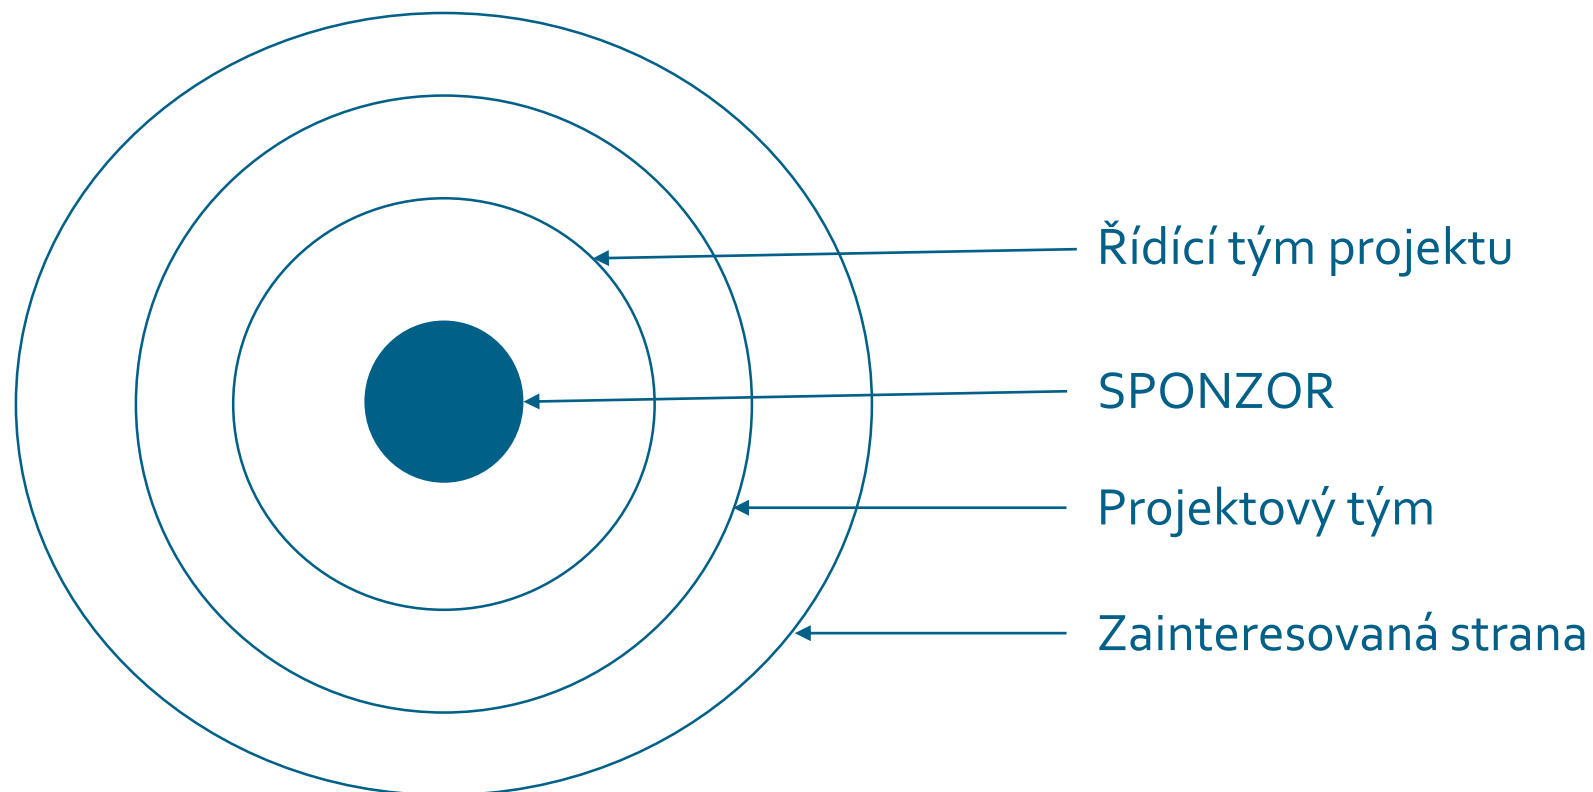 Řídící tým projektu
SPONZOR
Projektový tým
Zainteresovaná strana